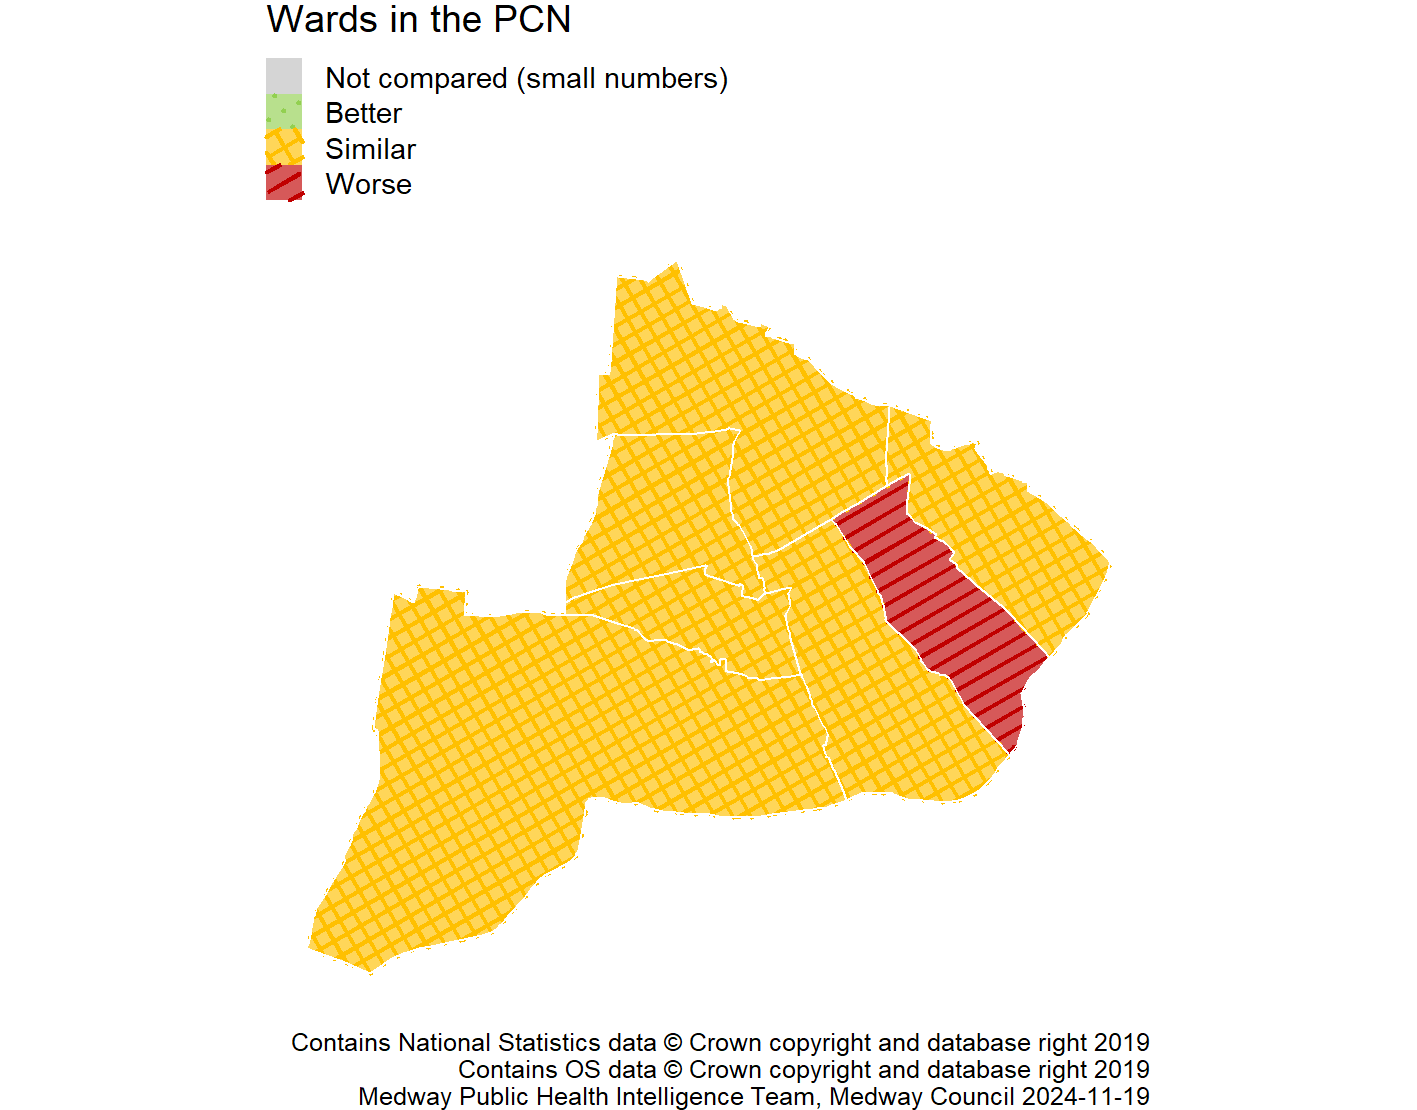 Wards in the PCN
Not compared (small numbers)
Better
Similar
Worse
Contains National Statistics data © Crown copyright and database right 2019
Contains OS data © Crown copyright and database right 2019
Medway Public Health Intelligence Team, Medway Council 2024-11-19